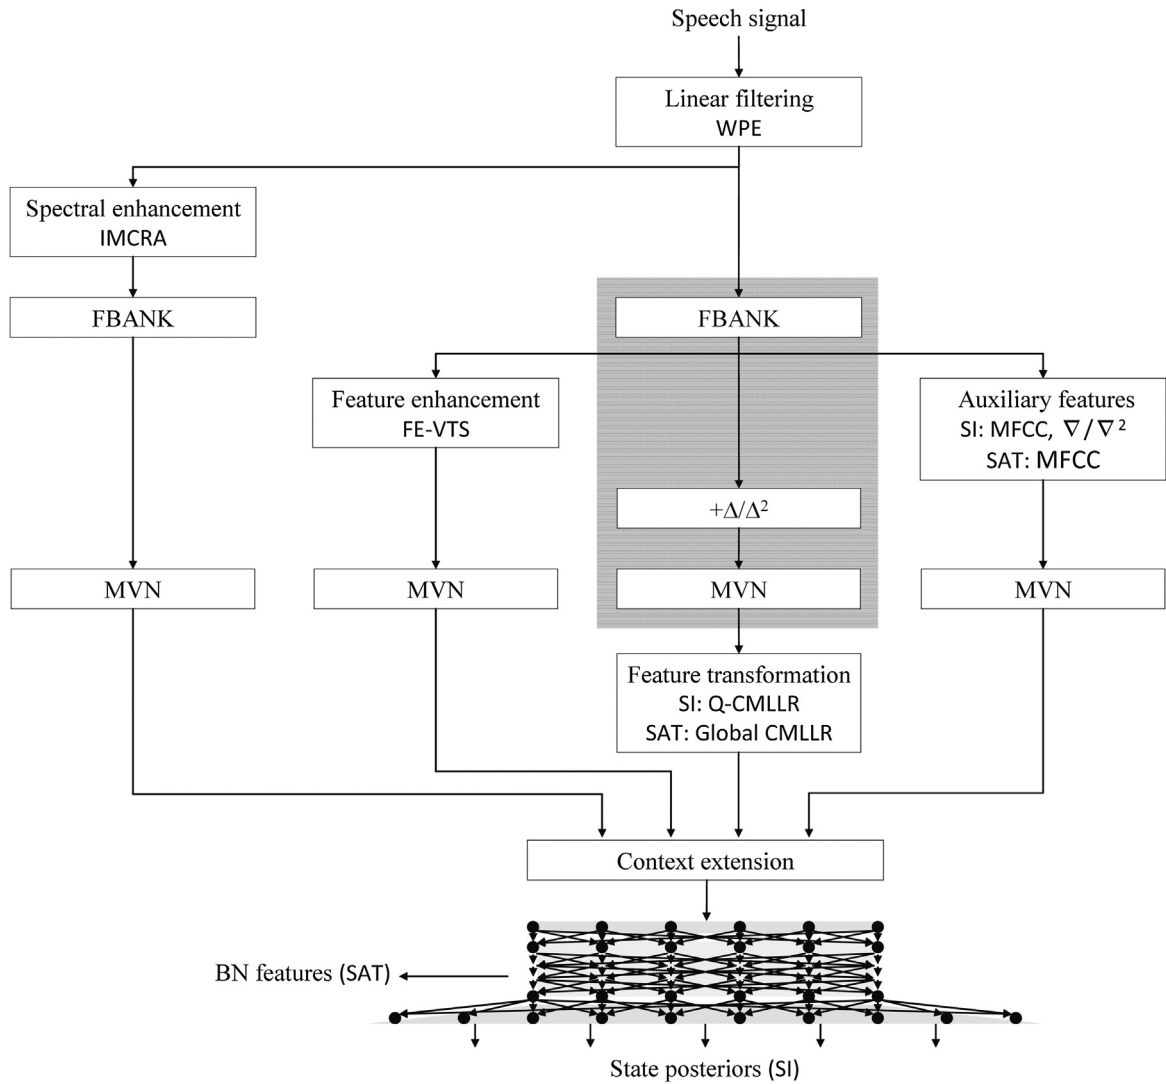 Speech signal
Linear filtering
WPE
Spectral enhancement
IMCRA
FBANK
FBANK
Feature enhancement
FE-VTS
Auxiliary features
SI: MFCC, ∇/∇²
SAT: MFCC
+Δ/Δ²
MVN
MVN
MVN
MVN
Feature transformation
SI: Q-CMLLR
SAT: Global CMLLR
Context extension
BN features (SAT)
State posteriors (SI)